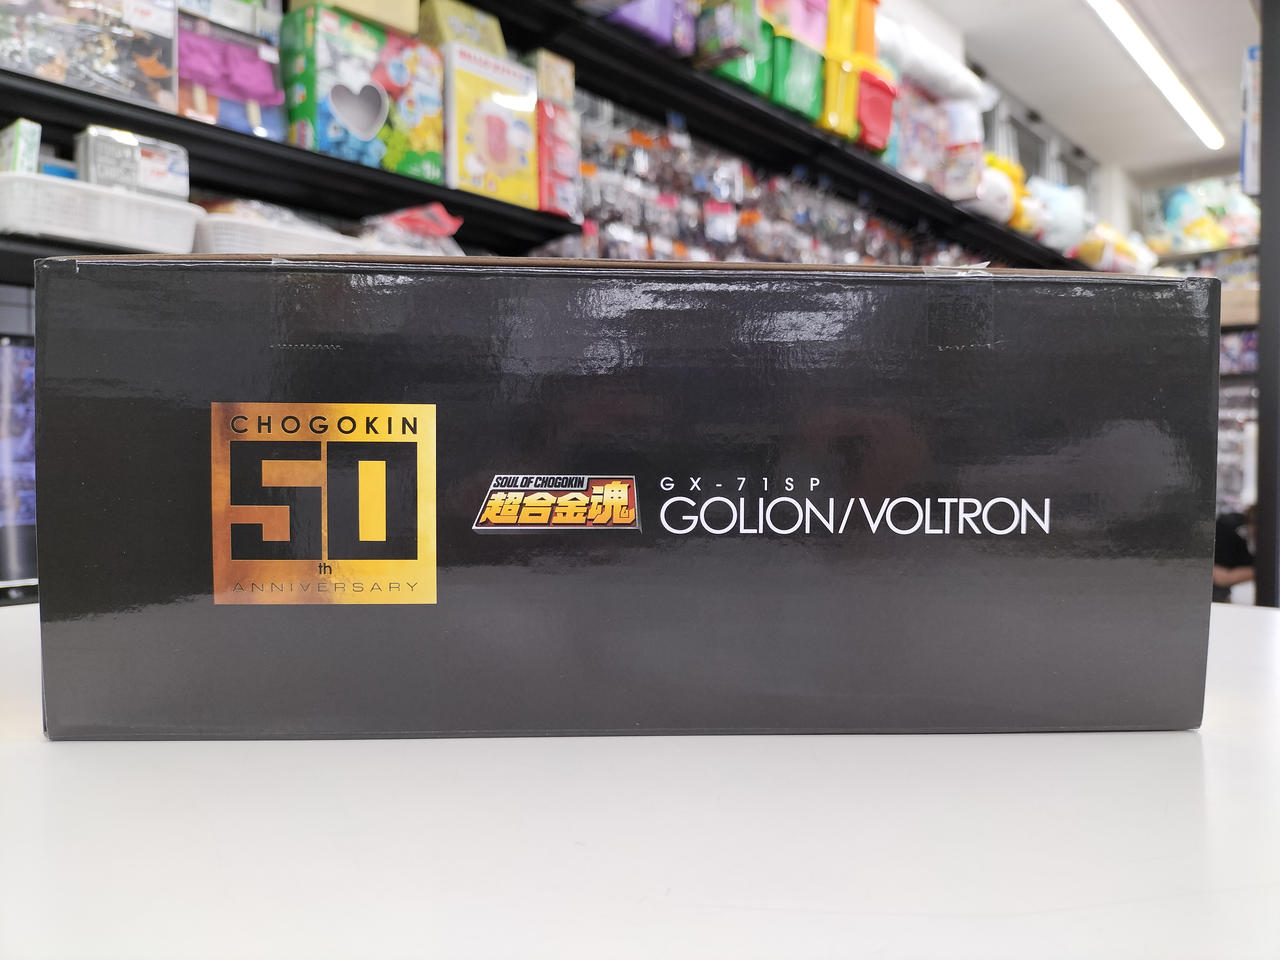 CHOGOKIN
50
th
ANNIVERSARY
SOUL OF CHOGOKIN
超合金魂
GX-71SP
GOLION/VOLTRON